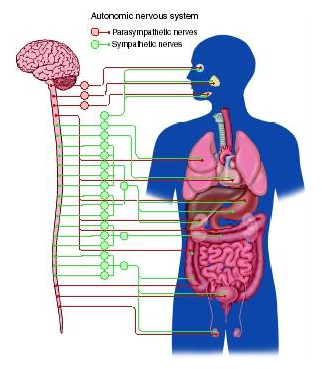 Autonomic nervous system
Parasympathetic nerves
Sympathetic nerves